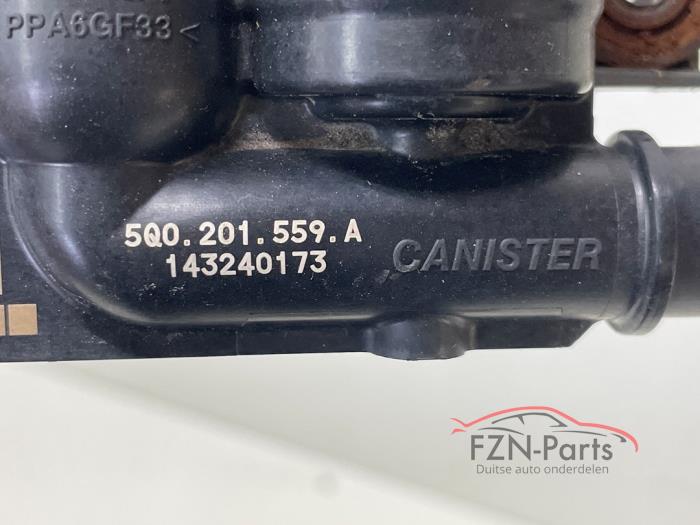 PPA6GF33<
5Q0.201.559.A
143240173
CANISTER
FZN-Parts
Duitse auto onderdelen